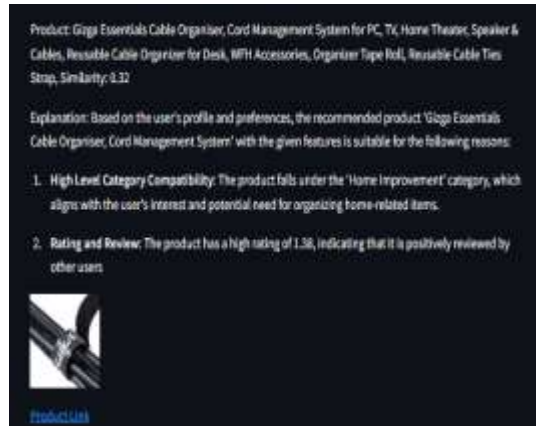 Product: Gizga Essentials Cable Organiser, Cord Management System for PC, TV, Home Theater, Speaker &
Cables, Reusable Cable Organizer for Desk, WFH Accessories, Organizer Tape Roll, Reusable Cable Ties
Strap, Similarity: 0.32
Explanation: Based on the user's profile and preferences, the recommended product 'Gizga Essentials
Cable Organiser, Cord Management System' with the given features is suitable for the following reasons:
1. High Level Category Compatibility: The product falls under the 'Home Improvement' category, which
aligns with the user's interest and potential need for organizing home-related items.
2. Rating and Review: The product has a high rating of 1.38, indicating that it is positively reviewed by
other users
Product Link